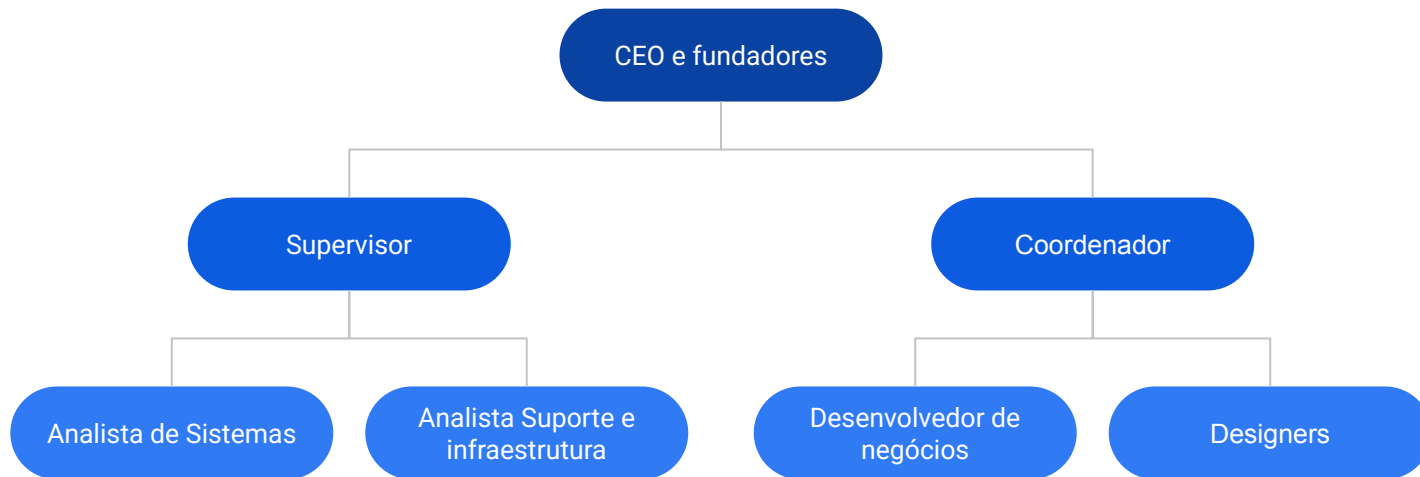 CEO e fundadores
Supervisor
Coordenador
Analista de Sistemas
Analista Suporte e
infraestrutura
Desenvolvedor de
negócios
Designers